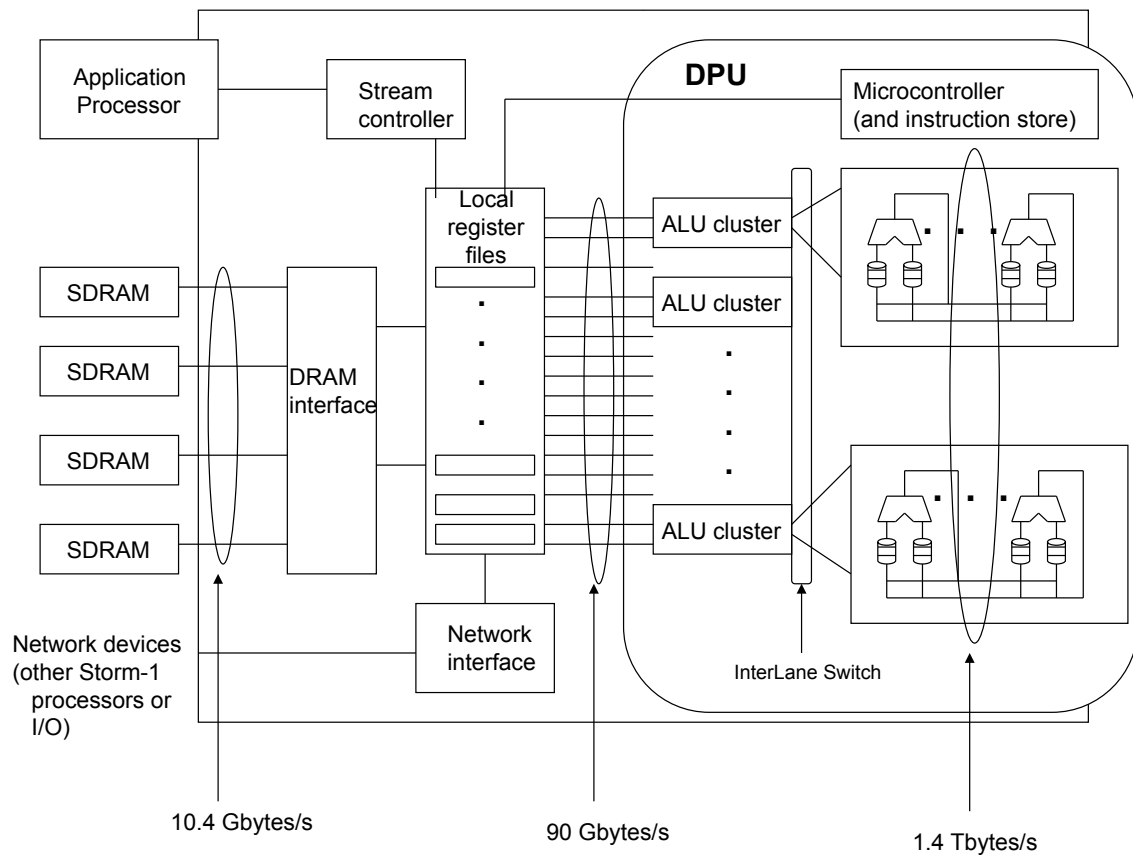 Application
Processor
Stream
controller
DPU
Microcontroller
(and instruction store)
Local
register
files
ALU cluster
ALU cluster
ALU cluster
SDRAM
SDRAM
SDRAM
SDRAM
DRAM
interface
Network
interface
Network devices
(other Storm-1
processors or
I/O)
InterLane Switch
10.4 Gbytes/s
90 Gbytes/s
1.4 Tbytes/s